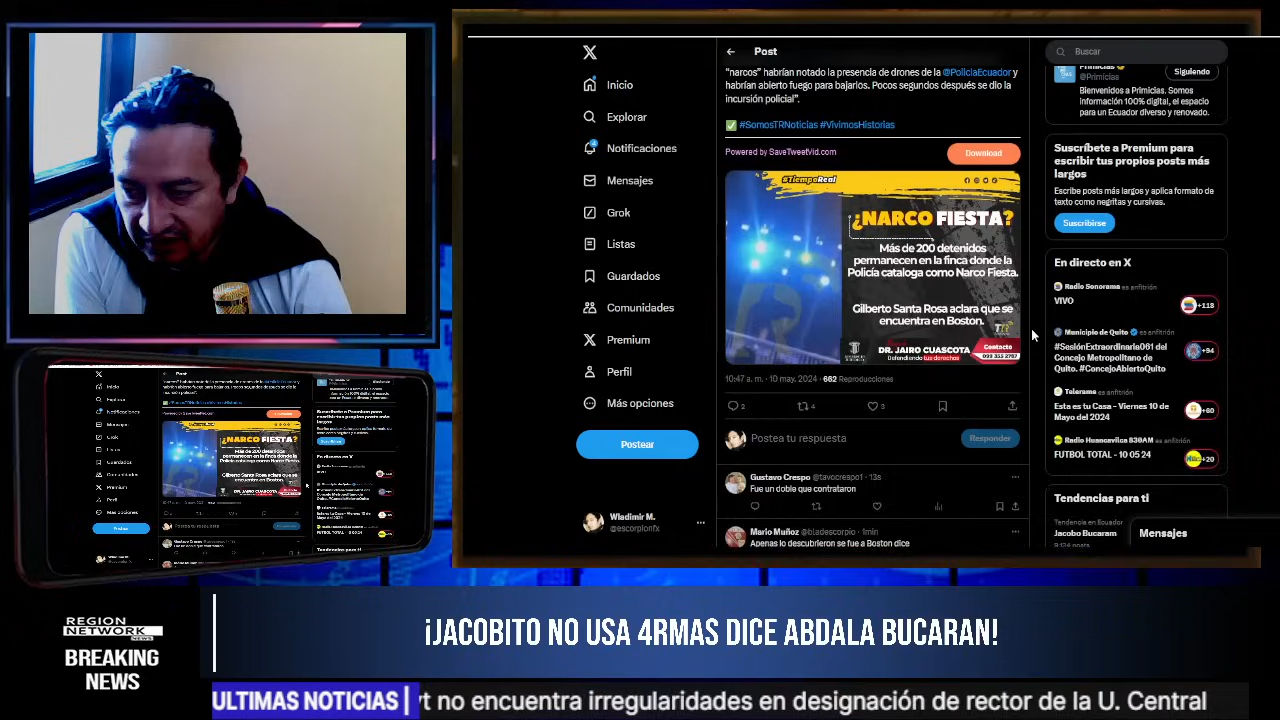 Inicio
Explorar
4
Notificaciones
Mensajes
Grok
Listas
Guardados
Comunidades
Premium
Perfil
Más opciones
Postear
Wladimir M.
@escorpionfx
Post
"narcos" habrían notado la presencia de drones de la @PoliciaEcuador y
habrían abierto fuego para bajarlos. Pocos segundos después se dio la
incursión policial".
✅ #SomosTRNoticias #VivimosHistorias
Powered by SaveTweetVid.com
Download
#TiempoReal
¿NARCO FIESTA?
Más de 200 detenidos
permanecen en la finca donde la
Policía cataloga como Narco Fiesta.
Gilberto Santa Rosa aclara que se
encuentra en Boston.
DR. JAIRO CUASCOTA
Defendiendo tus derechos
Contacto
099 353 2767
10:47 a. m. · 10 may. 2024 · 662 Reproducciones
2
4
3
Postea tu respuesta
Responder
Gustavo Crespo @tavocrespo1 · 13s
Fue un doble que contrataron
Mario Muñoz @bladescorpio · 1min
Apenas lo descubrieron se fue a Boston dice
Buscar
Primicias
@Primicias
Siguiendo
Bienvenidos a Primicias. Somos
información 100% digital, el espacio
para un Ecuador diverso y renovado.
Suscríbete a Premium para
escribir tus propios posts más
largos
Escribe posts más largos y aplica formato de
texto como negritas y cursivas.
Suscribirse
En directo en X
Radio Sonorama es anfitrión
VIVO
+118
Municipio de Quito es anfitrión
#SesiónExtraordinaria061 del
Concejo Metropolitano de
Quito. #ConcejoAbiertoQuito
+94
Telerama es anfitrión
Esta es tu Casa - Viernes 10 de
Mayo del 2024
+60
Radio Huancavilca 830AM es anfitrión
FUTBOL TOTAL - 10 05 24
+20
Tendencias para ti
Tendencia en Ecuador
Jacobo Bucaram
Mensajes
REGION
NETWORK
NEWS
BREAKING
NEWS
¡JACOBITO NO USA 4RMAS DICE ABDALA BUCARAN!
ULTIMAS NOTICIAS | yt no encuentra irregularidades en designación de rector de la U. Central